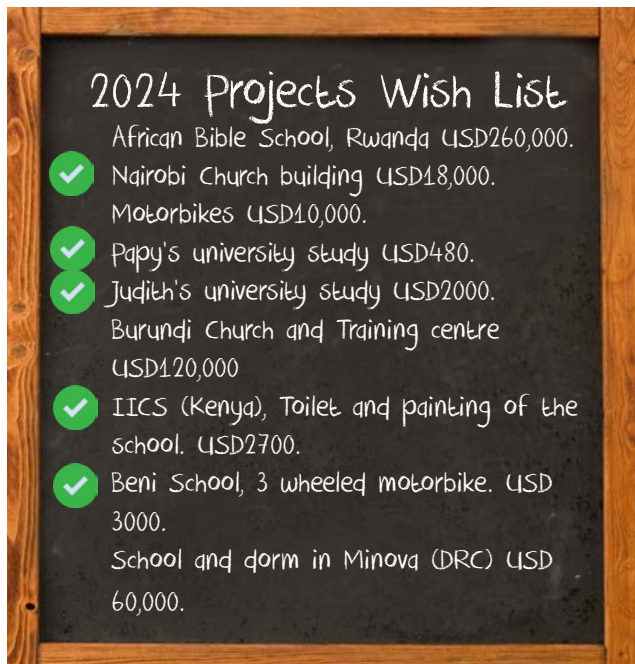 2024 Projects Wish List
African Bible School, Rwanda USD260,000.
Nairobi Church building USD18,000.
Motorbikes USD10,000.
Papy's university study USD480.
Judith's university study USD2000.
Burundi Church and Training centre
USD120,000
IICS (Kenya), Toilet and painting of the
school. USD2700.
Beni School, 3 wheeled motorbike. USD
3000.
School and dorm in Minova (DRC) USD
60,000.